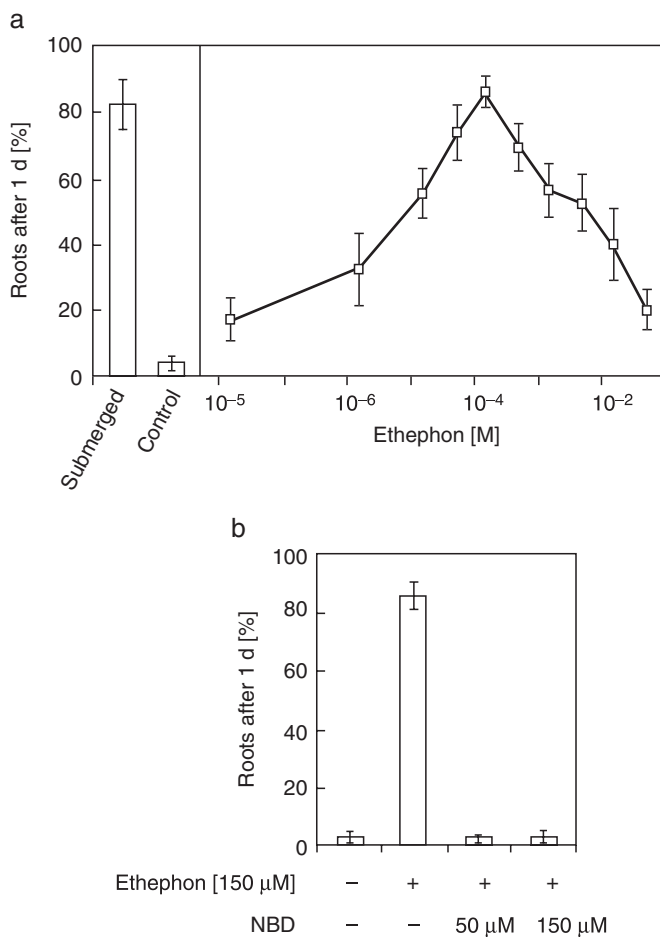 a
100
80
60
40
20
0
Roots after 1 d [%]
Submerged
Control
10⁻⁵
10⁻⁶
10⁻⁴
10⁻²
Ethephon [M]
b
100
80
60
40
20
0
Roots after 1 d [%]
Ethephon [150 μM] – + + +
NBD – – 50 μM 150 μM